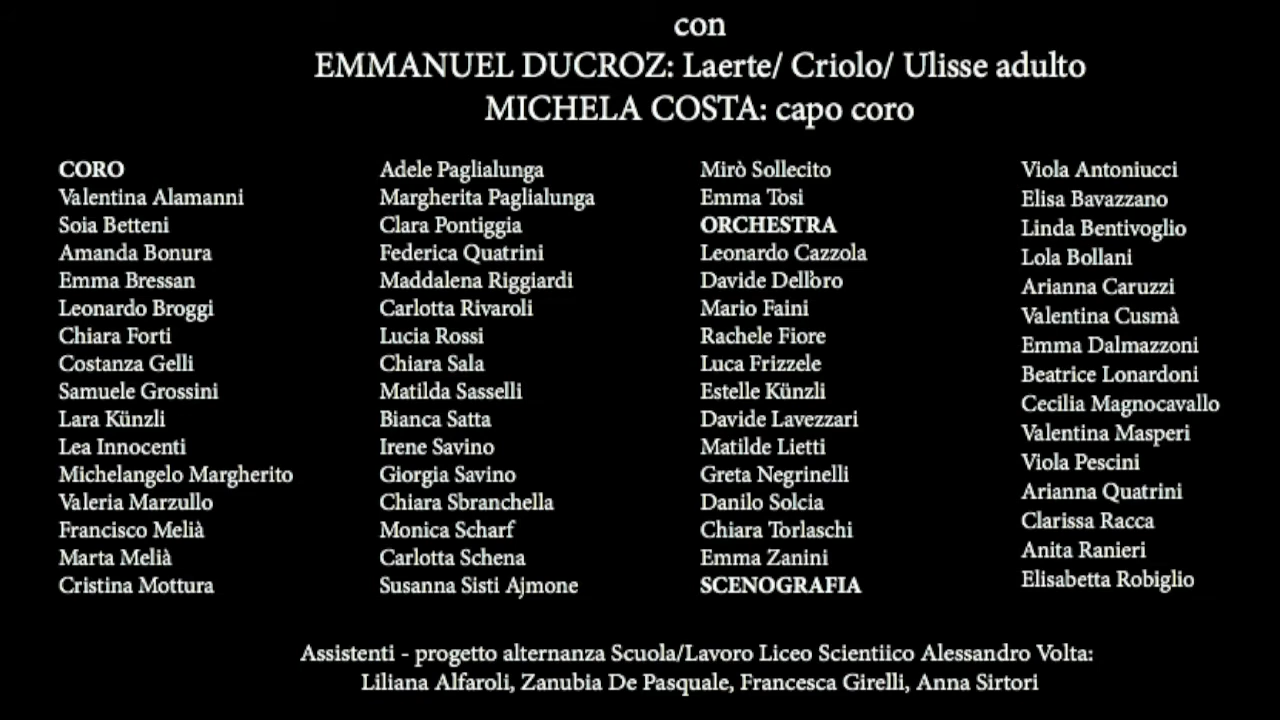 con
EMMANUEL DUCROZ: Laerte/ Criolo/ Ulisse adulto
MICHELA COSTA: capo coro
CORO
Valentina Alamanni
Soia Betteni
Amanda Bonura
Emma Bressan
Leonardo Broggi
Chiara Forti
Costanza Gelli
Samuele Grossini
Lara Künzli
Lea Innocenti
Michelangelo Margherito
Valeria Marzullo
Francisco Melià
Marta Melià
Cristina Mottura
Adele Paglialunga
Margherita Paglialunga
Clara Pontiggia
Federica Quatrini
Maddalena Riggiardi
Carlotta Rivaroli
Lucia Rossi
Chiara Sala
Matilda Sasselli
Bianca Satta
Irene Savino
Giorgia Savino
Chiara Sbranchella
Monica Scharf
Carlotta Schena
Susanna Sisti Ajmone
Mirò Sollecito
Emma Tosi
ORCHESTRA
Leonardo Cazzola
Davide Dell'oro
Mario Faini
Rachele Fiore
Luca Frizzele
Estelle Künzli
Davide Lavezzari
Matilde Lietti
Greta Negrinelli
Danilo Solcia
Chiara Torlaschi
Emma Zanini
SCENOGRAFIA
Viola Antoniucci
Elisa Bavazzano
Linda Bentivoglio
Lola Bollani
Arianna Caruzzi
Valentina Cusmà
Emma Dalmazzoni
Beatrice Lonardoni
Cecilia Magnocavallo
Valentina Masperi
Viola Pescini
Arianna Quatrini
Clarissa Racca
Anita Ranieri
Elisabetta Robiglio
Assistenti - progetto alternanza Scuola/Lavoro Liceo Scientiico Alessandro Volta:
Liliana Alfaroli, Zanubia De Pasquale, Francesca Girelli, Anna Sirtori